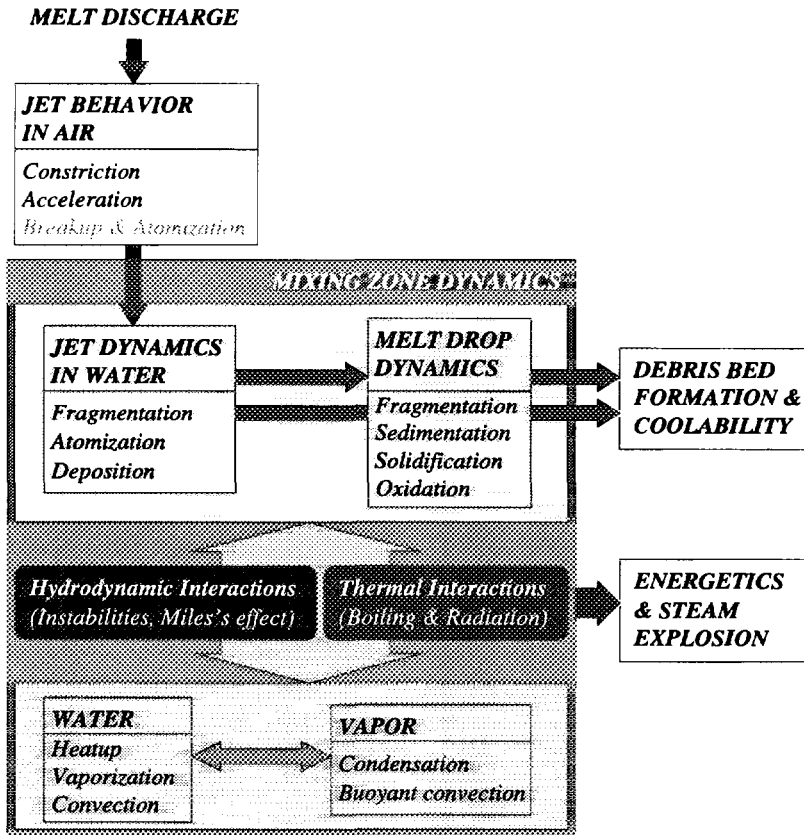 MELT DISCHARGE
JET BEHAVIOR
IN AIR
Constriction
Acceleration
Breakup & Atomization
MIXING ZONE DYNAMICS
JET DYNAMICS
IN WATER
Fragmentation
Atomization
Deposition
MELT DROP
DYNAMICS
Fragmentation
Sedimentation
Solidification
Oxidation
DEBRIS BED
FORMATION &
COOLABILITY
Hydrodynamic Interactions
(Instabilities, Miles's effect)
Thermal Interactions
(Boiling & Radiation)
ENERGETICS
& STEAM
EXPLOSION
WATER
Heatup
Vaporization
Convection
VAPOR
Condensation
Buoyant convection